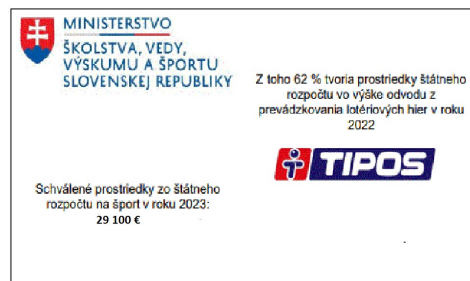 MINISTERSTVO
ŠKOLSTVA, VEDY,
VÝSKUMU A ŠPORTU
SLOVENSKEJ REPUBLIKY
Z toho 62 % tvoria prostriedky štátneho
rozpočtu vo výške odvodu z
prevádzkovania lotériových hier v roku
2022
TIPOS
Schválené prostriedky zo štátneho
rozpočtu na šport v roku 2023:
29 100 €